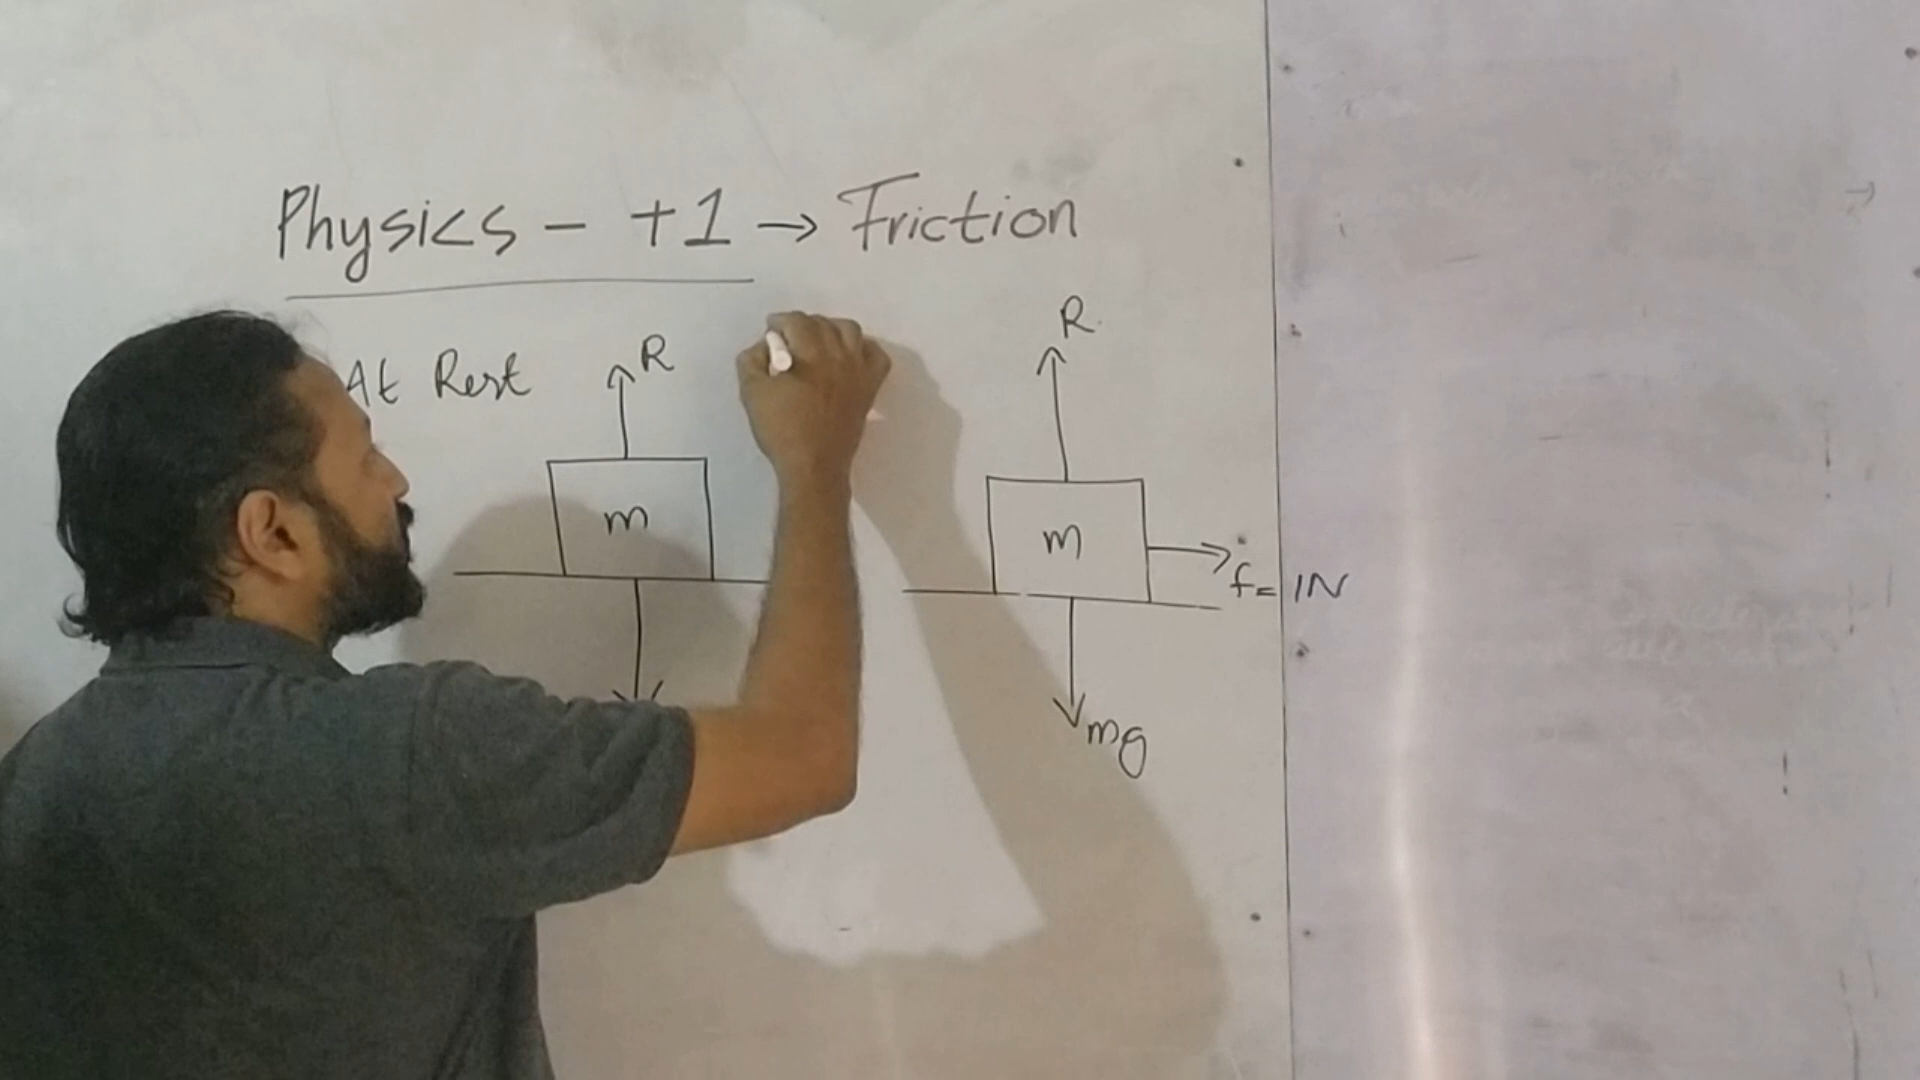 Physics - +1 → Friction
At Rest
R
m
R
m
f = 1N
mg